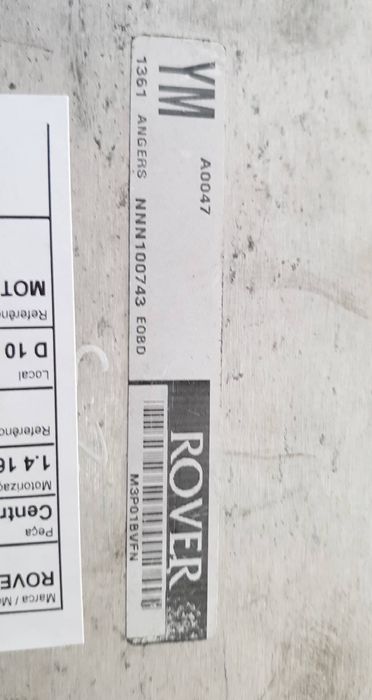 YM
A0047
1361 ANGERS NNN100743 EOBD
ROVER
M3P01BVFN
Marca / M
ROVE
Peça
Centr
Motorizaç
1.4 16
Referênc
Local
D 10
Referênc
MOT